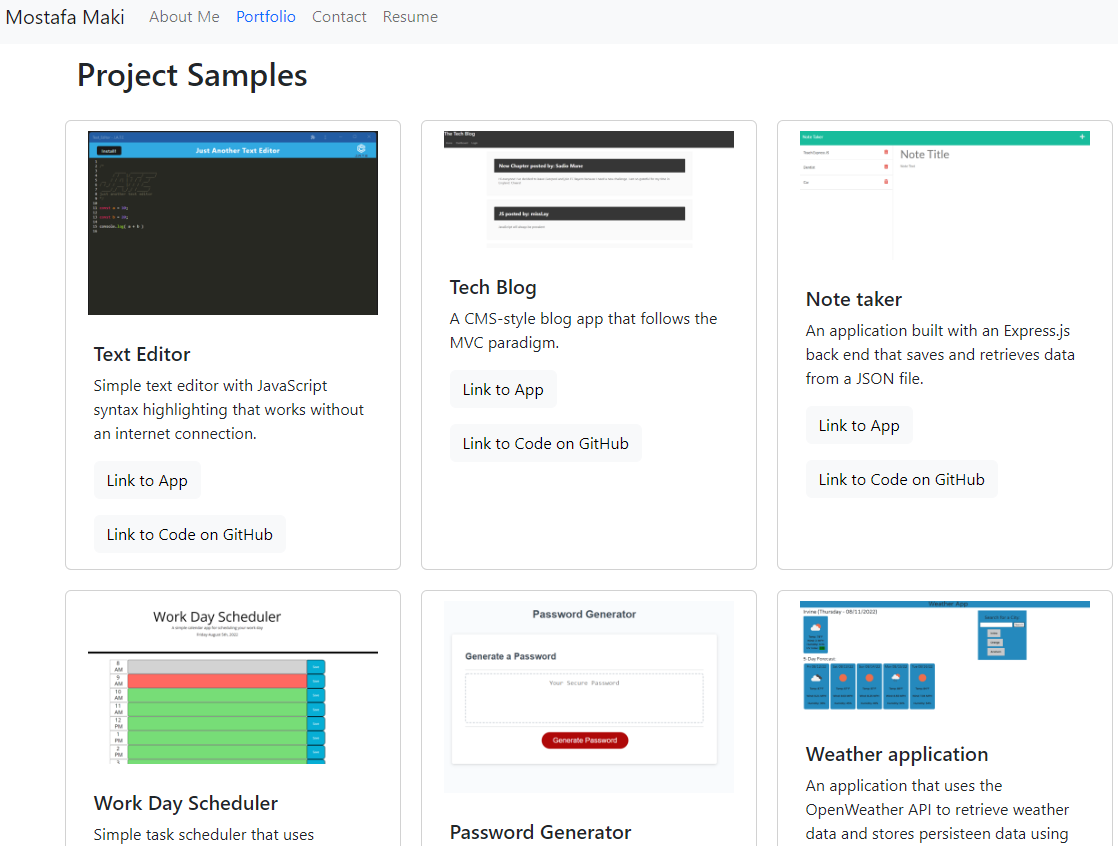 Mostafa Maki About Me Portfolio Contact Resume
Project Samples
Install!
Just Another Text Editor
const a = 10;
const b = 20;
console.log( a + b )
Text Editor
Simple text editor with JavaScript
syntax highlighting that works without
an internet connection.
Link to App
Link to Code on GitHub
The Tech Blog
New Chapter posted by: Sadie Muse
JS posted by: mikoLoy
Tech Blog
A CMS-style blog app that follows the
MVC paradigm.
Link to App
Link to Code on GitHub
Note Taker
Note Title
Note taker
An application built with an Express.js
back end that saves and retrieves data
from a JSON file.
Link to App
Link to Code on GitHub
Work Day Scheduler
A simple calendar app for scheduling your work day
Friday August 5th, 2022
8
AM
9
AM
10
AM
11
AM
12
PM
1
PM
2
PM
Work Day Scheduler
Simple task scheduler that uses
Password Generator
Generate a Password
Your Secure Password
Generate Password
Password Generator
Weather App
Irvine (Thursday - 08/11/2022)
Search for a City:
5 Day Forecast:
Weather application
An application that uses the
OpenWeather API to retrieve weather
data and stores persisteen data using